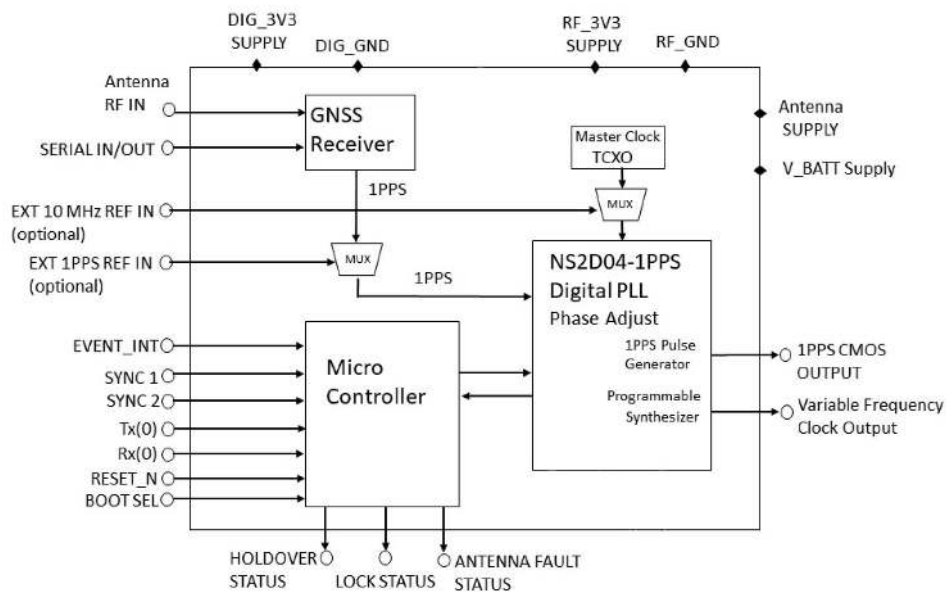 DIG_3V3
SUPPLY
DIG_GND
RF_3V3
SUPPLY
RF_GND
Antenna
RF IN
SERIAL IN/OUT
GNSS
Receiver
Master Clock
TCXO
Antenna
SUPPLY
V_BATT Supply
1PPS
MUX
EXT 10 MHz REF IN
(optional)
EXT 1PPS REF IN
(optional)
MUX
1PPS
NS2D04-1PPS
Digital PLL
Phase Adjust
1PPS Pulse
Generator
Programmable
Synthesizer
1PPS CMOS
OUTPUT
Variable Frequency
Clock Output
EVENT_INT
SYNC 1
SYNC 2
Tx(0)
Rx(0)
RESET_N
BOOT SEL
Micro
Controller
HOLDOVER
STATUS
LOCK STATUS
ANTENNA FAULT
STATUS